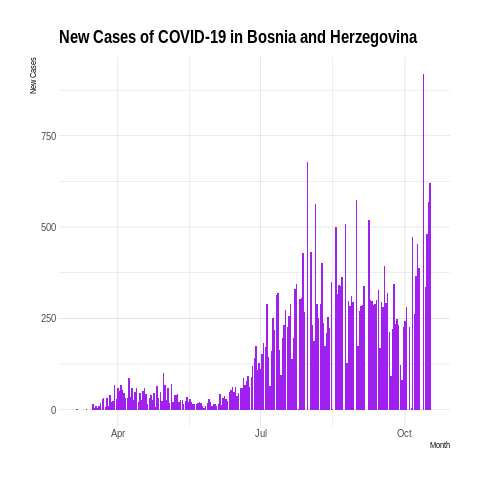 New Cases of COVID-19 in Bosnia and Herzegovina
New Cases
750
500
250
0
Apr
Jul
Oct
Month